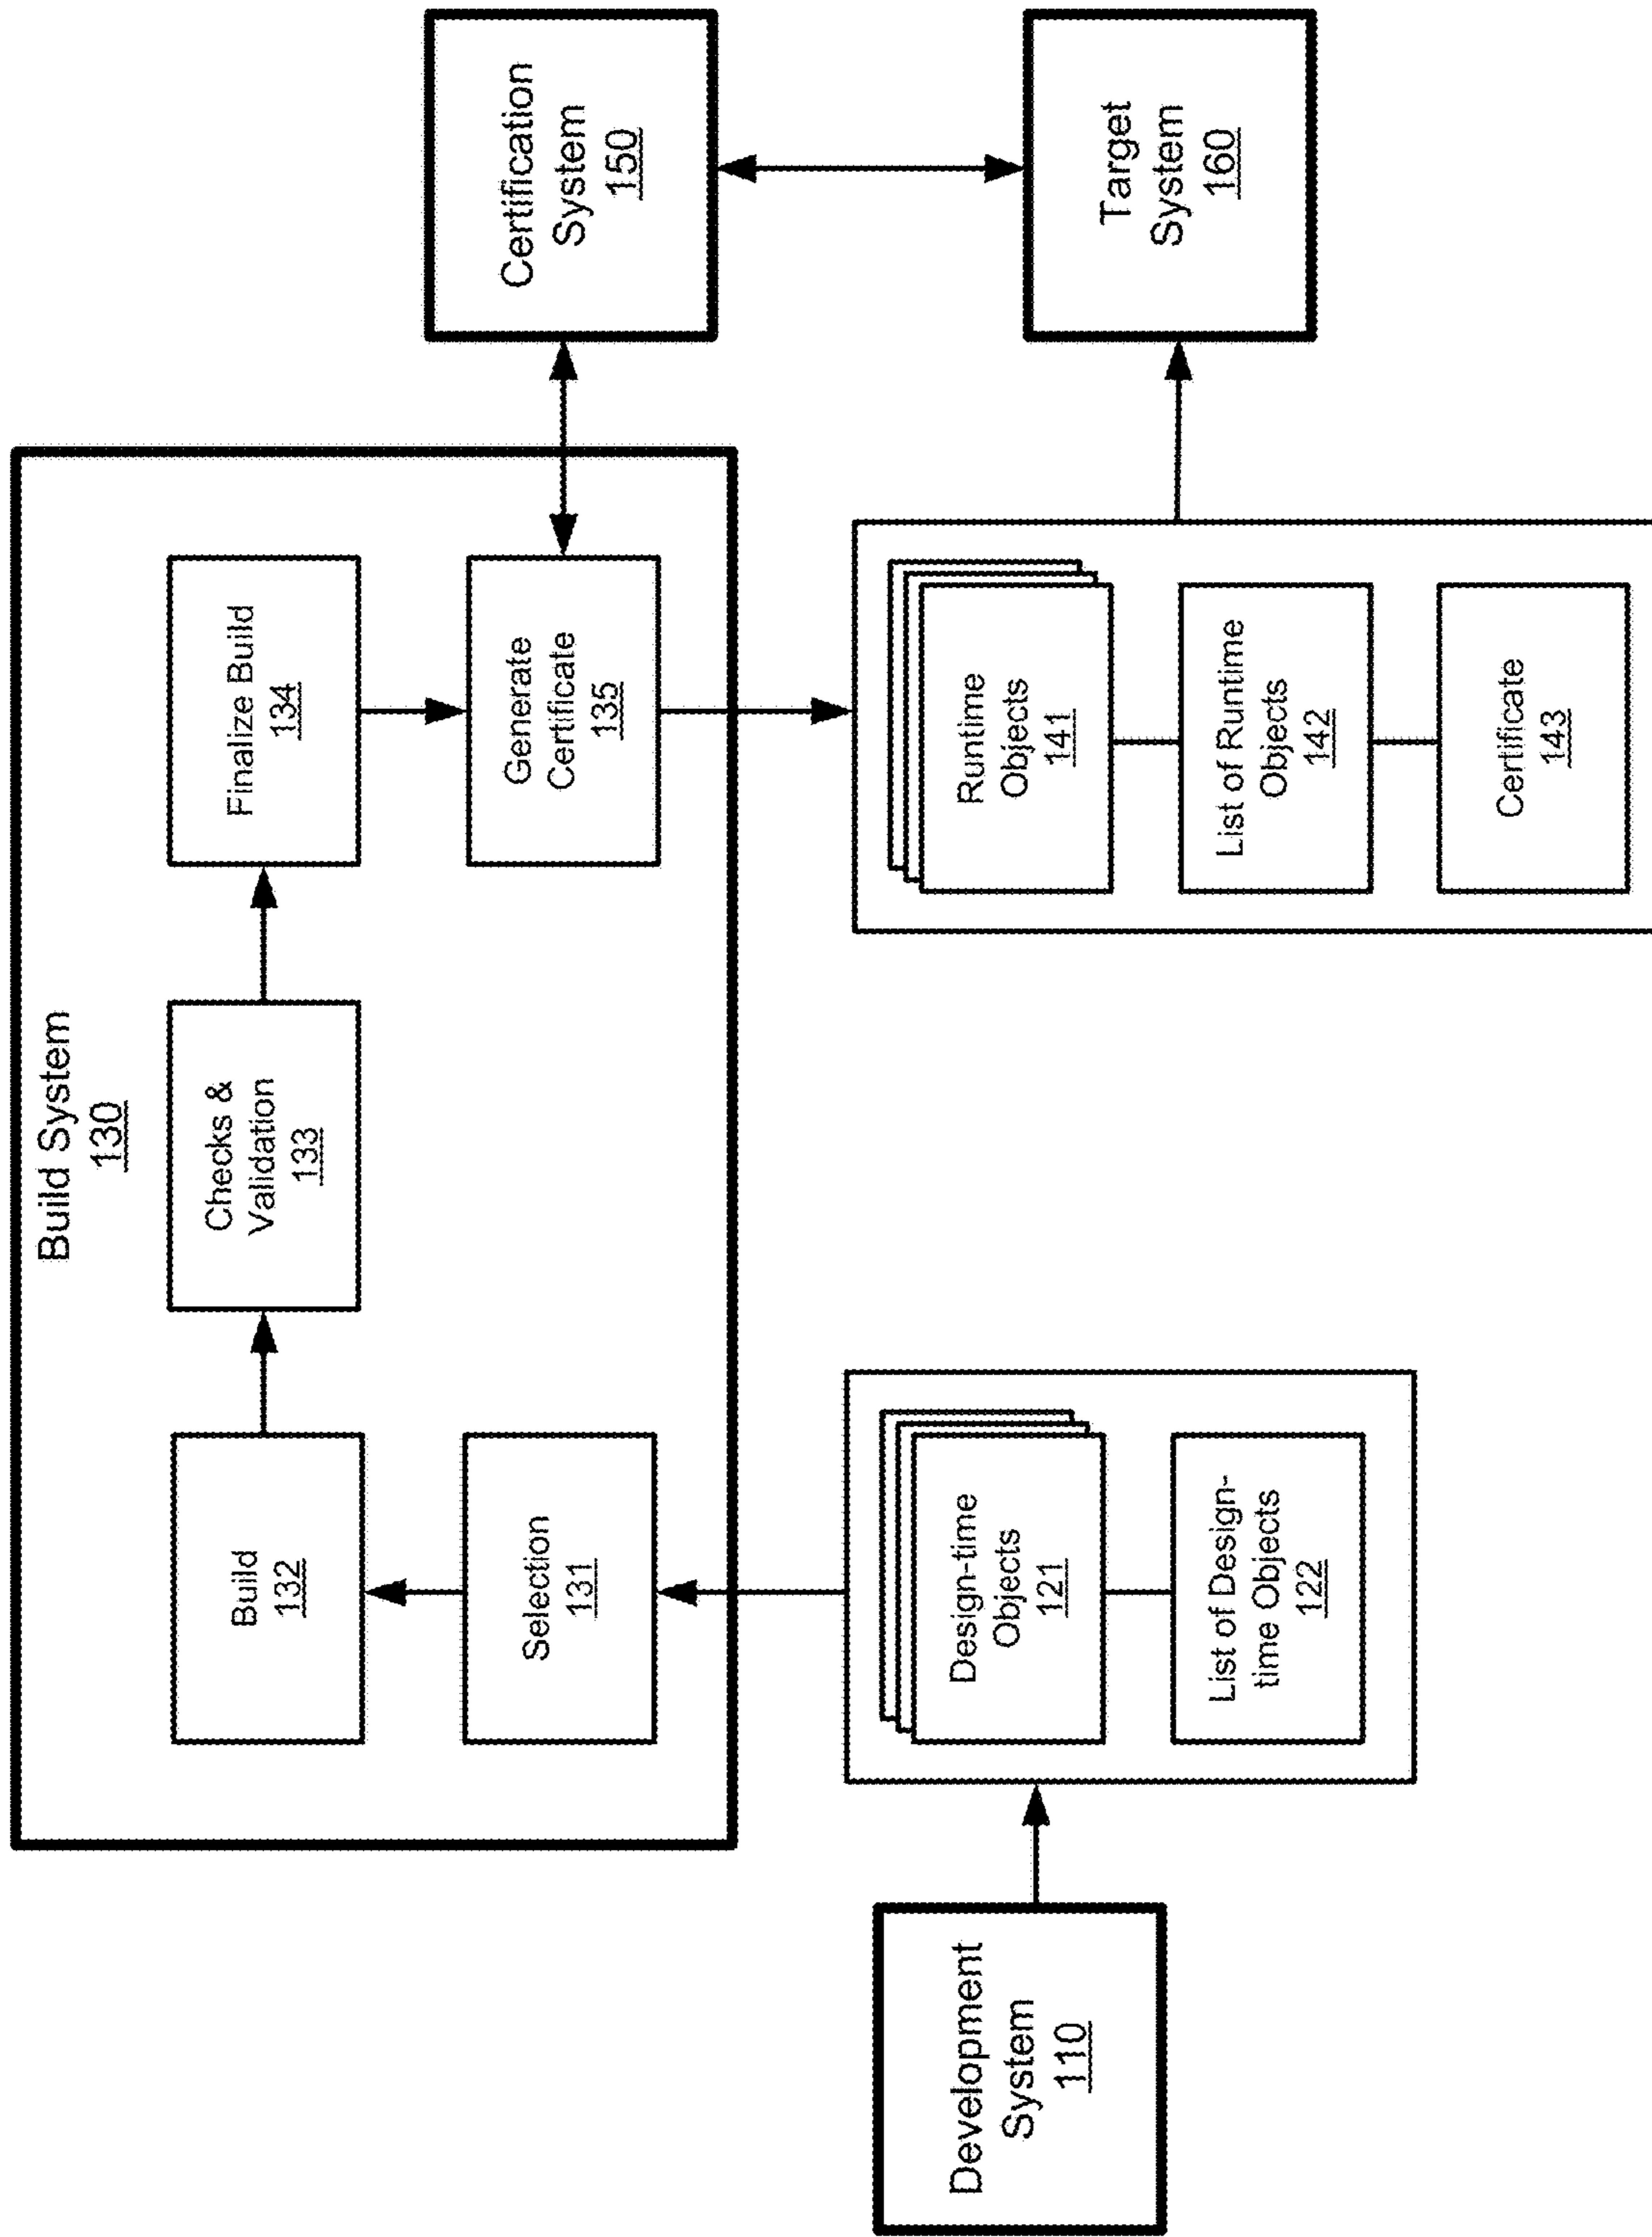 Build System
130
Build
132
Checks &
Validation
133
Finalize Build
134
Selection
131
Generate
Certificate
135
Certification
System
150
Development
System
110
Design-time
Objects
121
List of Design-
time Objects
122
Runtime
Objects
141
List of Runtime
Objects
142
Certificate
143
Target
System
160